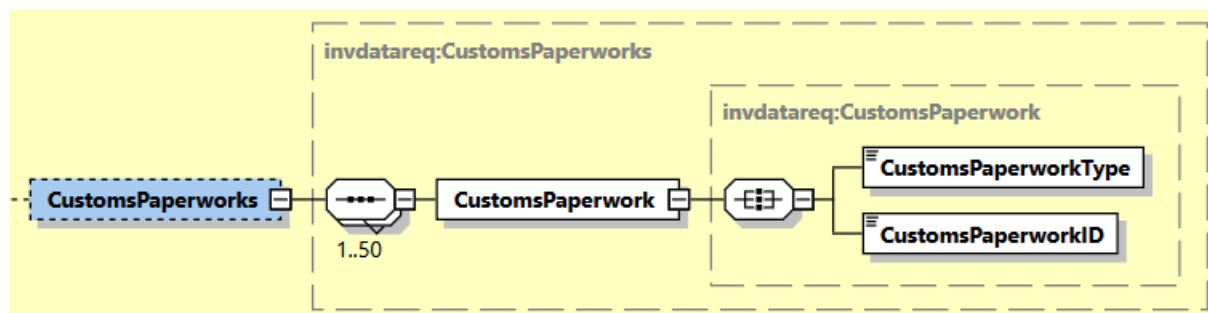 invdatareq:CustomsPaperworks
invdatareq:CustomsPaperwork
CustomsPaperworkType
CustomsPaperworks
CustomsPaperwork
CustomsPaperworkID
1..50